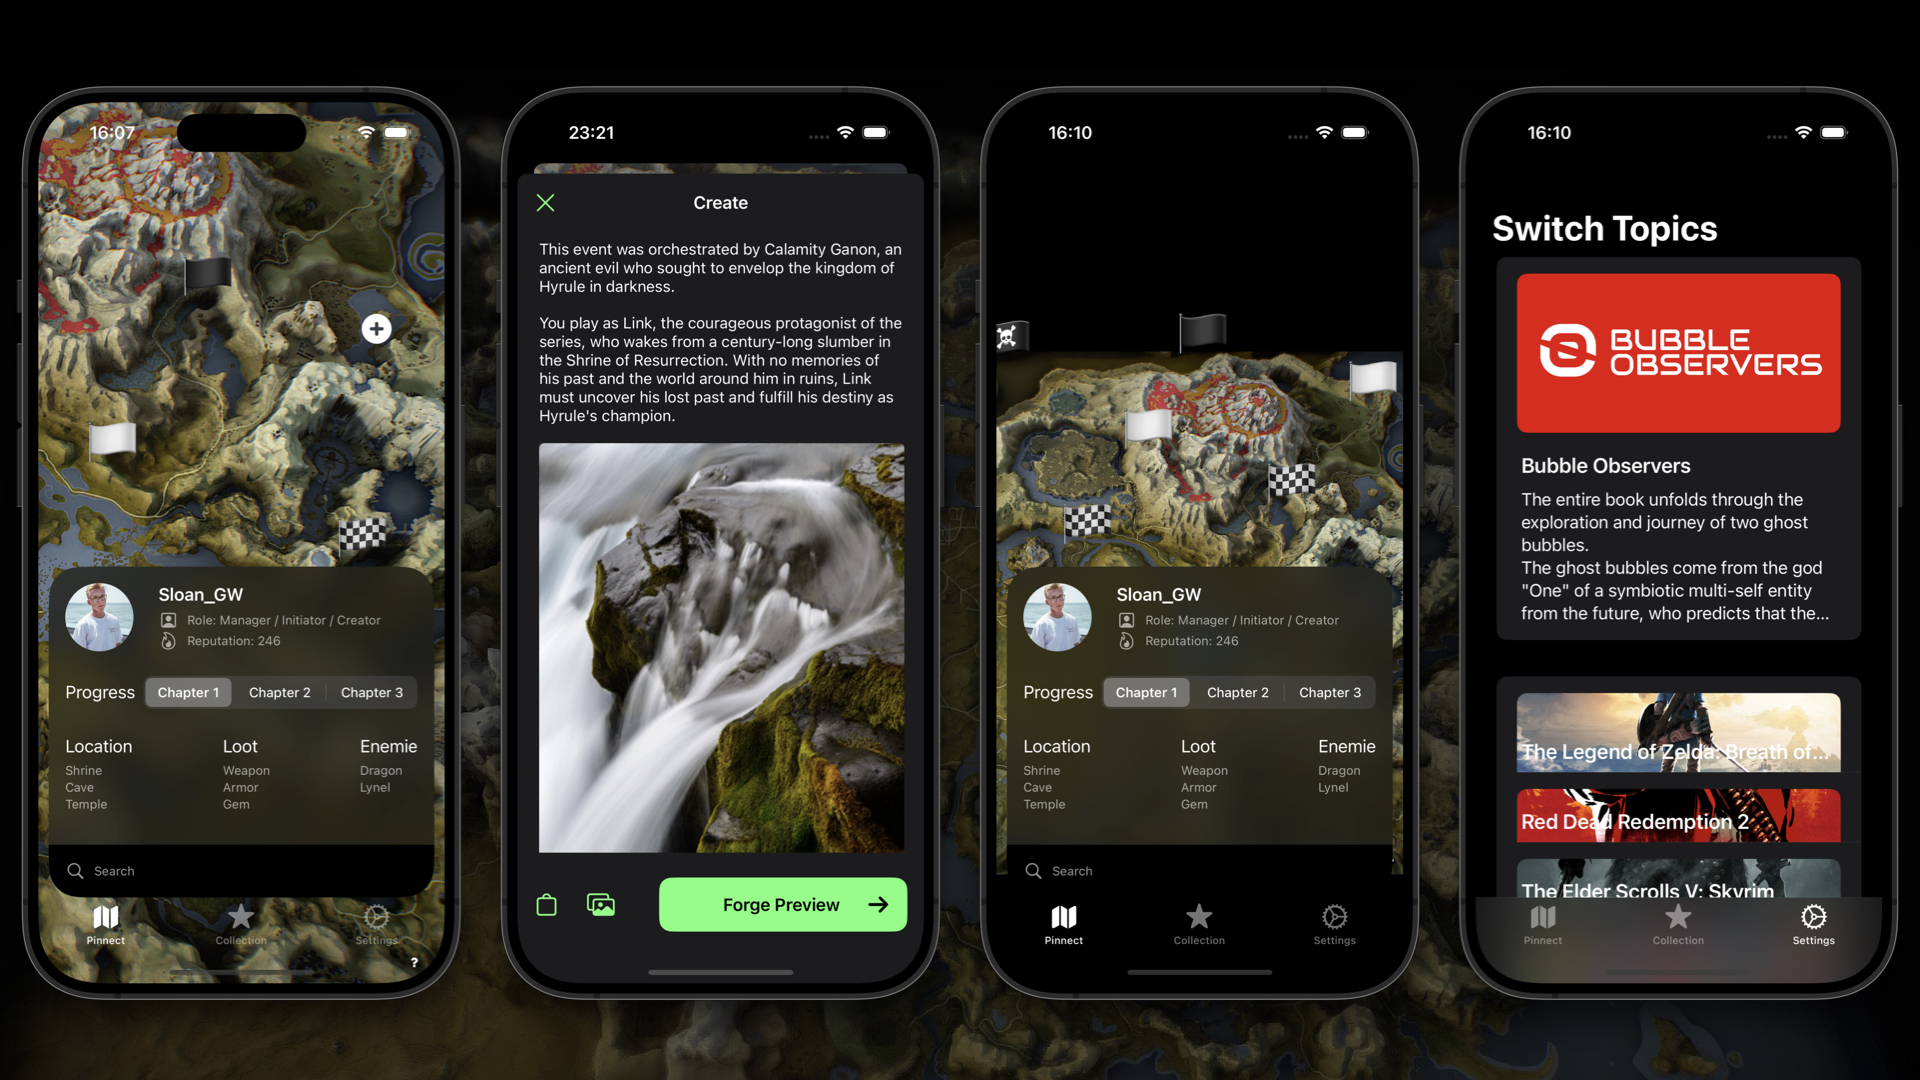 16:07
Sloan_GW
Role: Manager / Initiator / Creator
Reputation: 246
Progress Chapter 1 Chapter 2 Chapter 3
Location Loot Enemie
Shrine Weapon Dragon
Cave Armor Lynel
Temple Gem
Search
Pinnect Collection Settings
?
23:21
Create
This event was orchestrated by Calamity Ganon, an
ancient evil who sought to envelop the kingdom of
Hyrule in darkness.
You play as Link, the courageous protagonist of the
series, who wakes from a century-long slumber in
the Shrine of Resurrection. With no memories of
his past and the world around him in ruins, Link
must uncover his lost past and fulfill his destiny as
Hyrule's champion.
Forge Preview
16:10
Sloan_GW
Role: Manager / Initiator / Creator
Reputation: 246
Progress Chapter 1 Chapter 2 Chapter 3
Location Loot Enemie
Shrine Weapon Dragon
Cave Armor Lynel
Temple Gem
Search
Pinnect Collection Settings
16:10
Switch Topics
BUBBLE
OBSERVERS
Bubble Observers
The entire book unfolds through the
exploration and journey of two ghost
bubbles.
The ghost bubbles come from the god
"One" of a symbiotic multi-self entity
from the future, who predicts that the...
The Legend of Zelda: Breath of...
Red Dead Redemption 2
The Elder Scrolls V: Skyrim
Pinnect Collection Settings